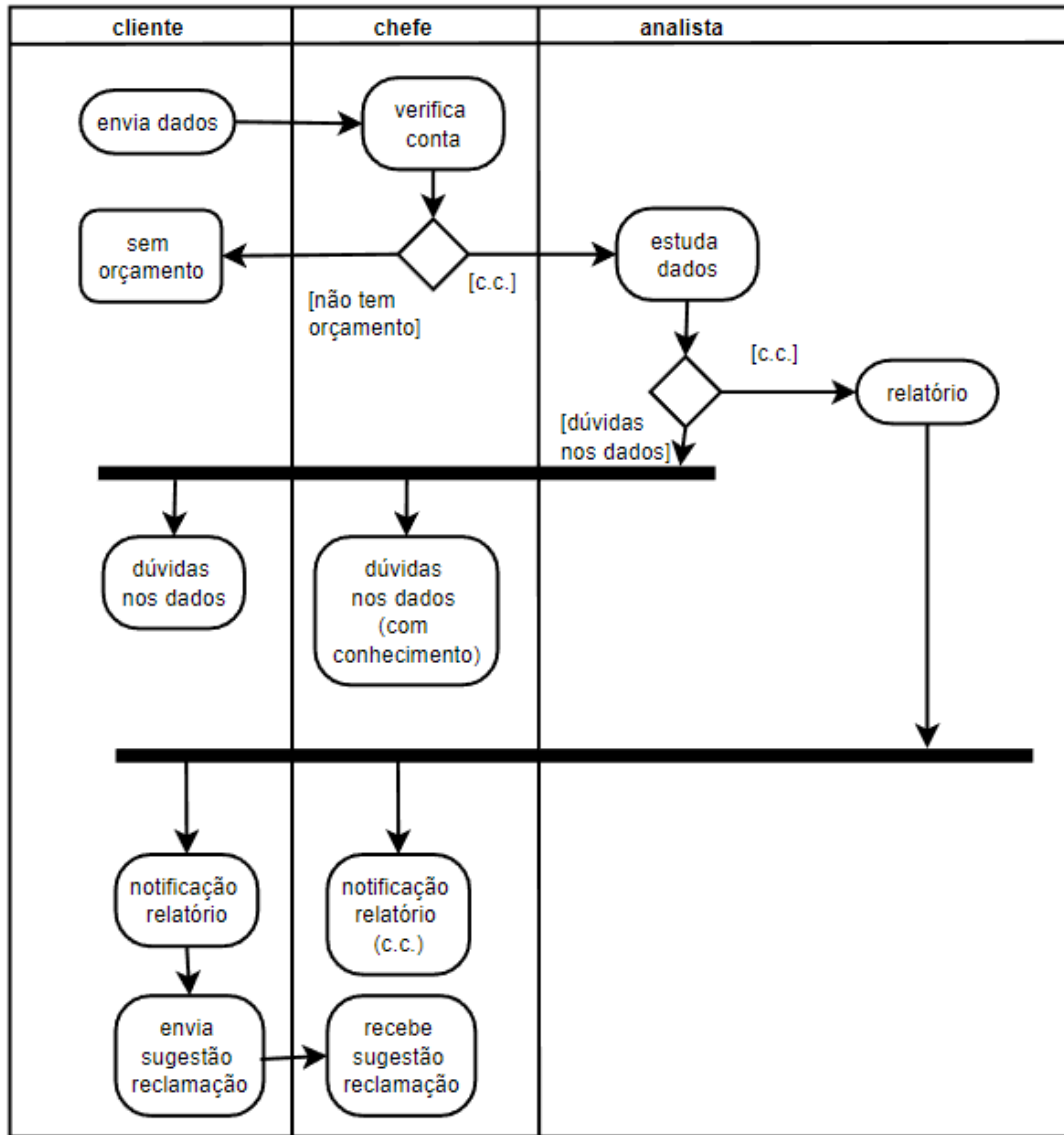 cliente
chefe
analista
envia dados
verifica
conta
sem
orçamento
[não tem
orçamento]
[c.c.]
estuda
dados
[c.c.]
relatório
[dúvidas
nos dados]
dúvidas
nos dados
dúvidas
nos dados
(com
conhecimento)
notificação
relatório
notificação
relatório
(c.c.)
envia
sugestão
reclamação
recebe
sugestão
reclamação